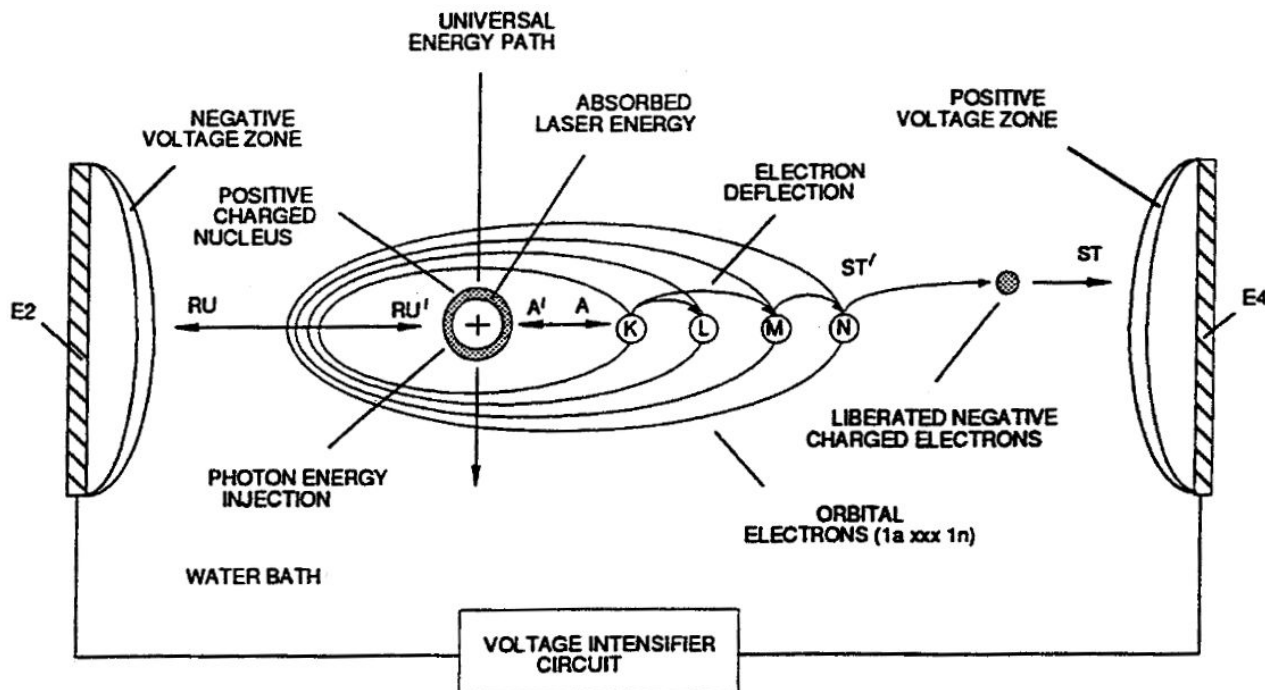 UNIVERSAL
ENERGY PATH
NEGATIVE
VOLTAGE ZONE
ABSORBED
LASER ENERGY
POSITIVE
VOLTAGE ZONE
POSITIVE
CHARGED
NUCLEUS
ELECTRON
DEFLECTION
E2
RU
RU'
+
A'
A
K
L
M
N
ST'
ST
E4
LIBERATED NEGATIVE
CHARGED ELECTRONS
PHOTON ENERGY
INJECTION
ORBITAL
ELECTRONS (1a xxx 1n)
WATER BATH
VOLTAGE INTENSIFIER
CIRCUIT